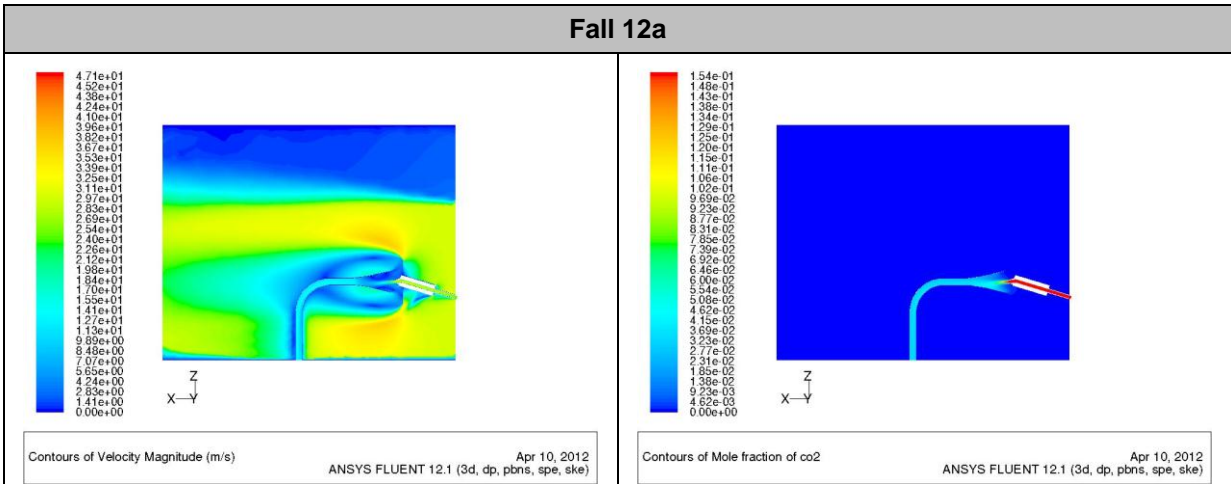 Fall 12a
4.71e+01
4.52e+01
4.38e+01
4.24e+01
4.10e+01
3.96e+01
3.82e+01
3.67e+01
3.53e+01
3.39e+01
3.25e+01
3.11e+01
2.97e+01
2.83e+01
2.69e+01
2.54e+01
2.40e+01
2.26e+01
2.12e+01
1.98e+01
1.84e+01
1.70e+01
1.55e+01
1.41e+01
1.27e+01
1.13e+01
9.89e+00
8.48e+00
7.07e+00
5.65e+00
4.24e+00
2.83e+00
1.41e+00
0.00e+00
Z
X Y
Contours of Velocity Magnitude (m/s)
Apr 10, 2012
ANSYS FLUENT 12.1 (3d, dp, pbns, spe, ske)
1.54e-01
1.48e-01
1.43e-01
1.38e-01
1.34e-01
1.29e-01
1.25e-01
1.20e-01
1.15e-01
1.11e-01
1.06e-01
1.02e-01
9.69e-02
9.23e-02
8.77e-02
8.31e-02
7.85e-02
7.39e-02
6.92e-02
6.46e-02
6.00e-02
5.54e-02
5.08e-02
4.62e-02
4.15e-02
3.69e-02
3.23e-02
2.77e-02
2.31e-02
1.85e-02
1.38e-02
9.23e-03
4.62e-03
0.00e+00
Z
X Y
Contours of Mole fraction of co2
Apr 10, 2012
ANSYS FLUENT 12.1 (3d, dp, pbns, spe, ske)